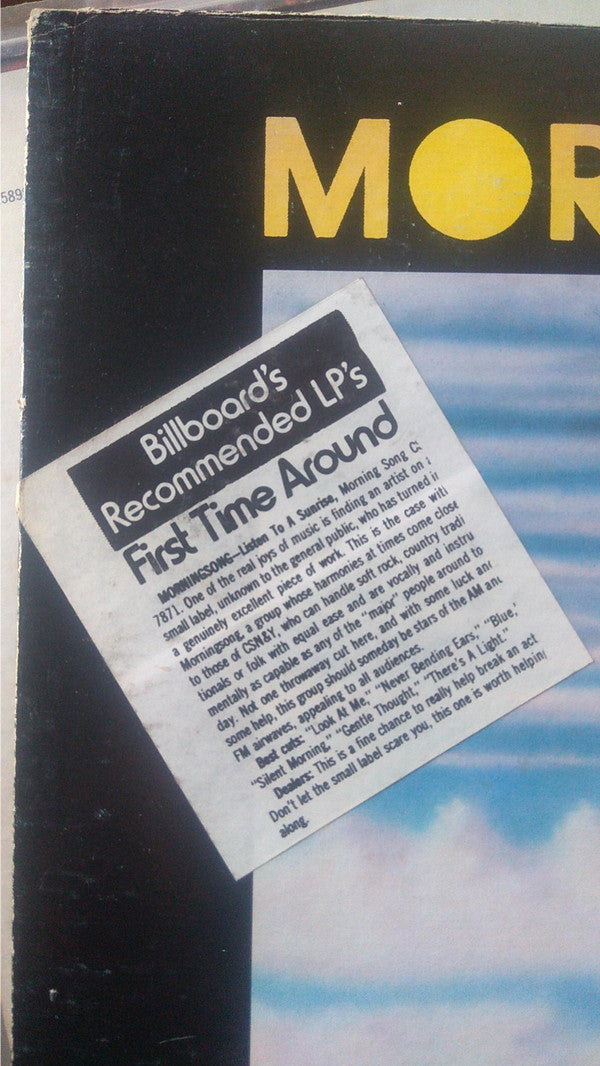 5893
MOR
Billboard's
Recommended LP's
First Time Around
MORNINGSONG—Listen To A Sunrise, Morning Song C
7871. One of the real joys of music is finding an artist on
small label, unknown to the general public, who has turned i
a genuinely excellent piece of work. This is the case wit
Morningsong, a group whose harmonies at times come close
to those of CSN&Y, who can handle soft rock, country tradi
tionals or folk with equal ease and are vocally and instru
mentally as capable as any of the "major" people around to
day. Not one throwaway cut here, and with some luck and
some help, this group should someday be stars of the AM and
FM airwaves, appealing to all audiences.
Best cuts: "Look At Me," "Never Bending Ears," "Blue,"
"Silent Morning," "Gentle Thought," "There's A Light."
Dealers: This is a fine chance to really help break an act
Don't let the small label scare you, this one is worth helping
along.